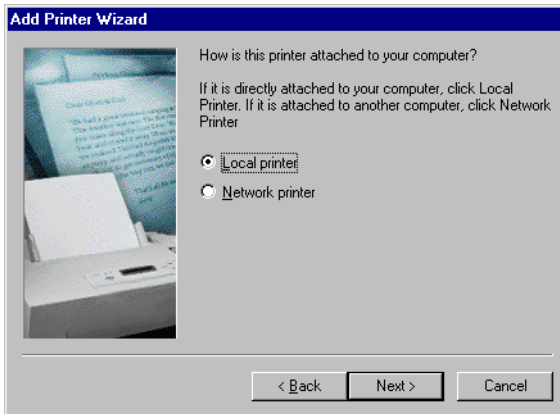 Add Printer Wizard
How is this printer attached to your computer?
If it is directly attached to your computer, click Local
Printer. If it is attached to another computer, click Network
Printer
Local printer
Network printer
< Back
Next >
Cancel